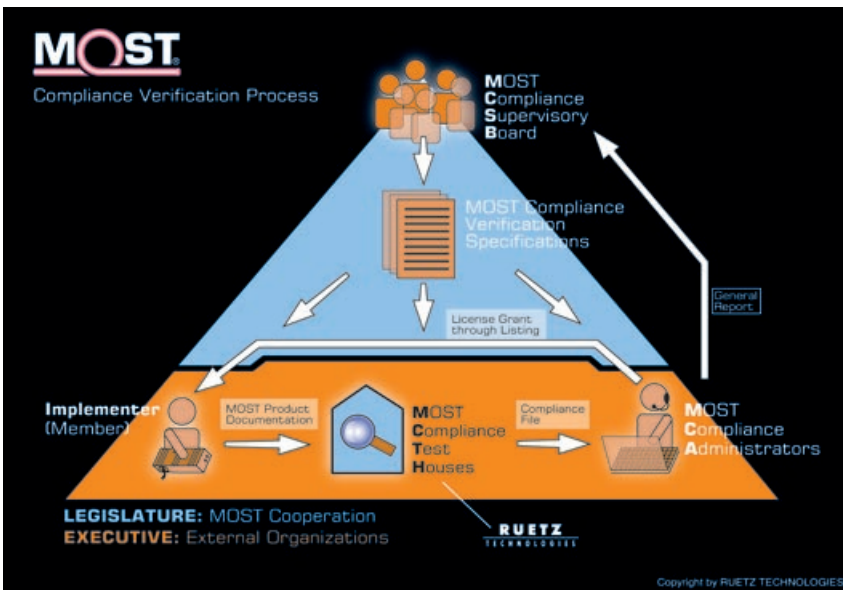 MOST®
Compliance Verification Process
MOST
Compliance
Supervisory
Board
MOST Compliance
Verification
Specifications
General
Report
License Grant
through Listing
Implementer
(Member)
MOST Product
Documentation
MOST
Compliance
Test
Houses
Compliance
File
MOST
Compliance
Administrators
LEGISLATURE: MOST Cooperation
EXECUTIVE: External Organizations
RUETZ
TECHNOLOGIES
Copyright by RUETZ TECHNOLOGIES